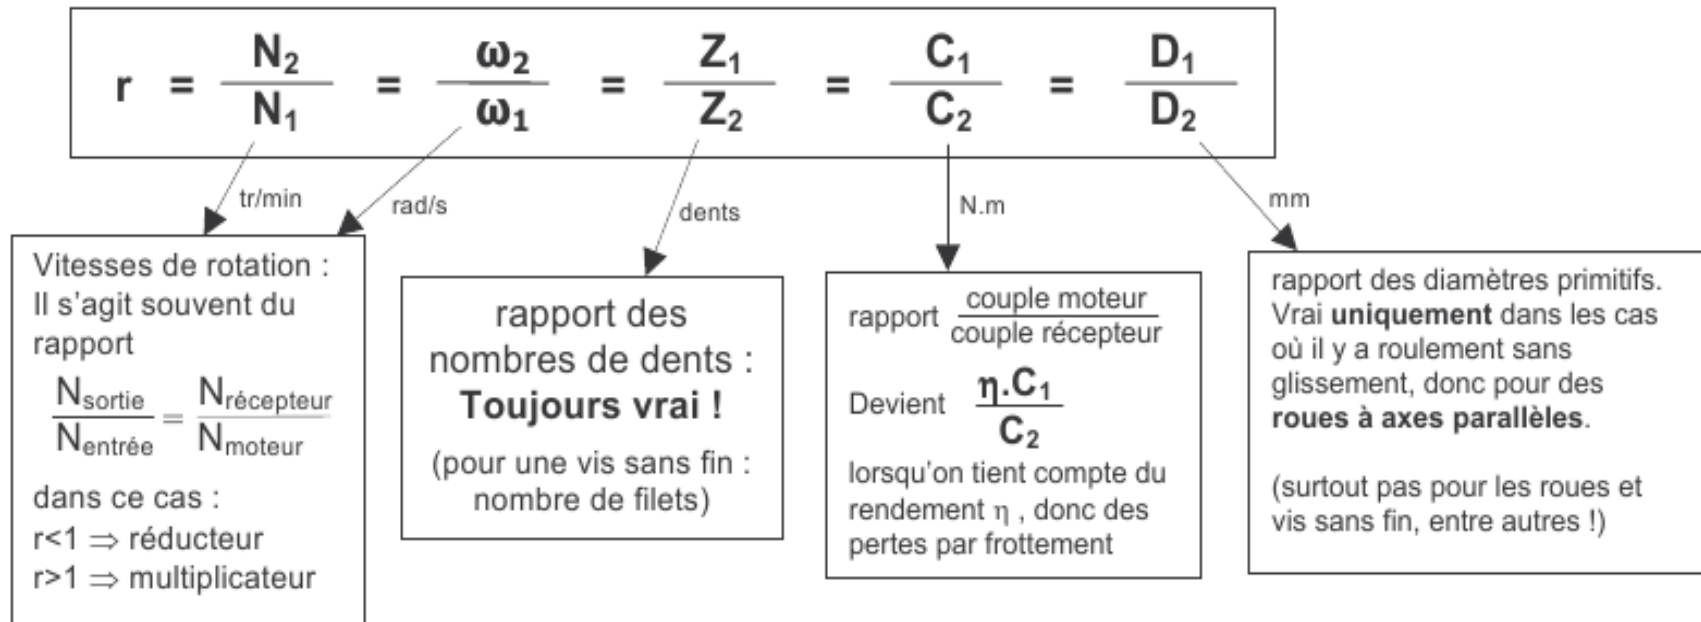 r = N₂/N₁ = ω₂/ω₁ = Z₁/Z₂ = C₁/C₂ = D₁/D₂
tr/min
rad/s
dents
N.m
mm
Vitesses de rotation :
Il s'agit souvent du
rapport
N sortie / N entrée = N récepteur / N moteur
dans ce cas :
r<1 ⇒ réducteur
r>1 ⇒ multiplicateur
rapport des
nombres de dents :
Toujours vrai !
(pour une vis sans fin :
nombre de filets)
rapport couple moteur / couple récepteur
Devient η.C₁ / C₂
lorsqu'on tient compte du
rendement η , donc des
pertes par frottement
rapport des diamètres primitifs.
Vrai uniquement dans les cas
où il y a roulement sans
glissement, donc pour des
roues à axes parallèles.
(surtout pas pour les roues et
vis sans fin, entre autres !)